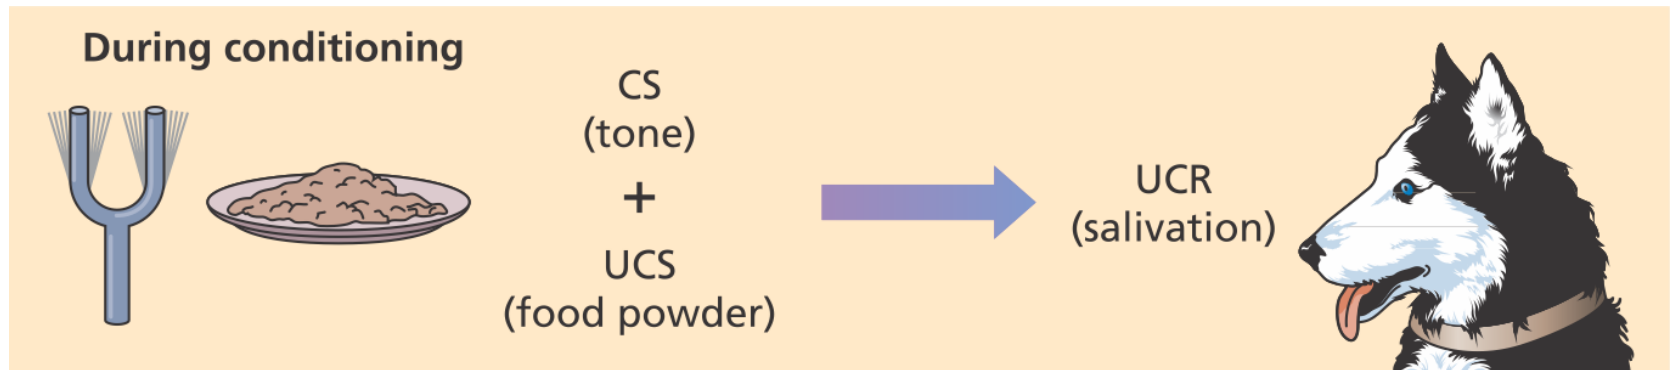 During conditioning
CS
(tone)
+
UCS
(food powder)
UCR
(salivation)